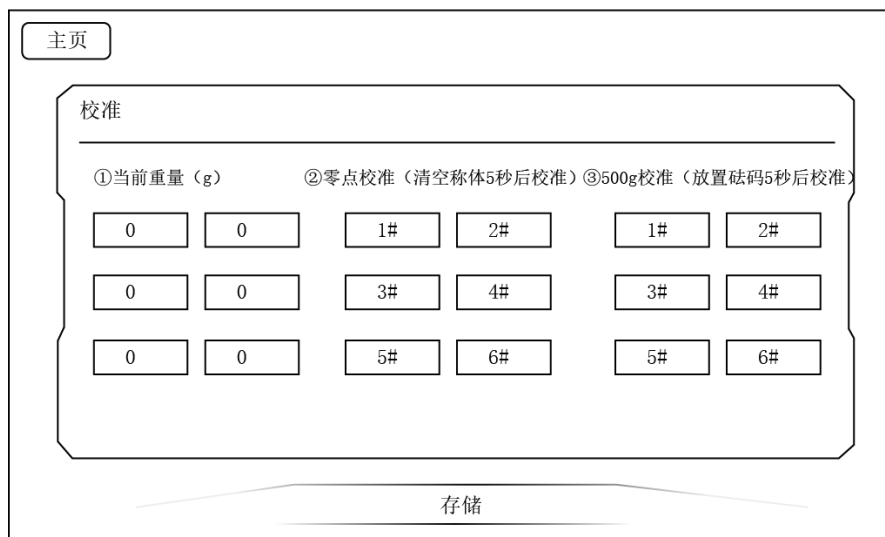 主页
校准
①当前重量（g） ②零点校准（清空称体5秒后校准） ③500g校准（放置砝码5秒后校准）
0 0 1# 2# 1# 2#
0 0 3# 4# 3# 4#
0 0 5# 6# 5# 6#
存储